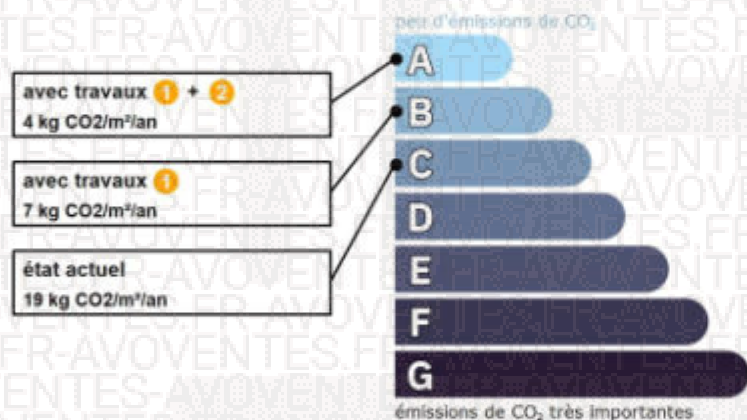 peu d'émissions de CO₂
A
avec travaux 1 + 2
4 kg CO2/m²/an
B
avec travaux 1
7 kg CO2/m²/an
C
D
état actuel
19 kg CO2/m²/an
E
F
G
émissions de CO₂ très importantes